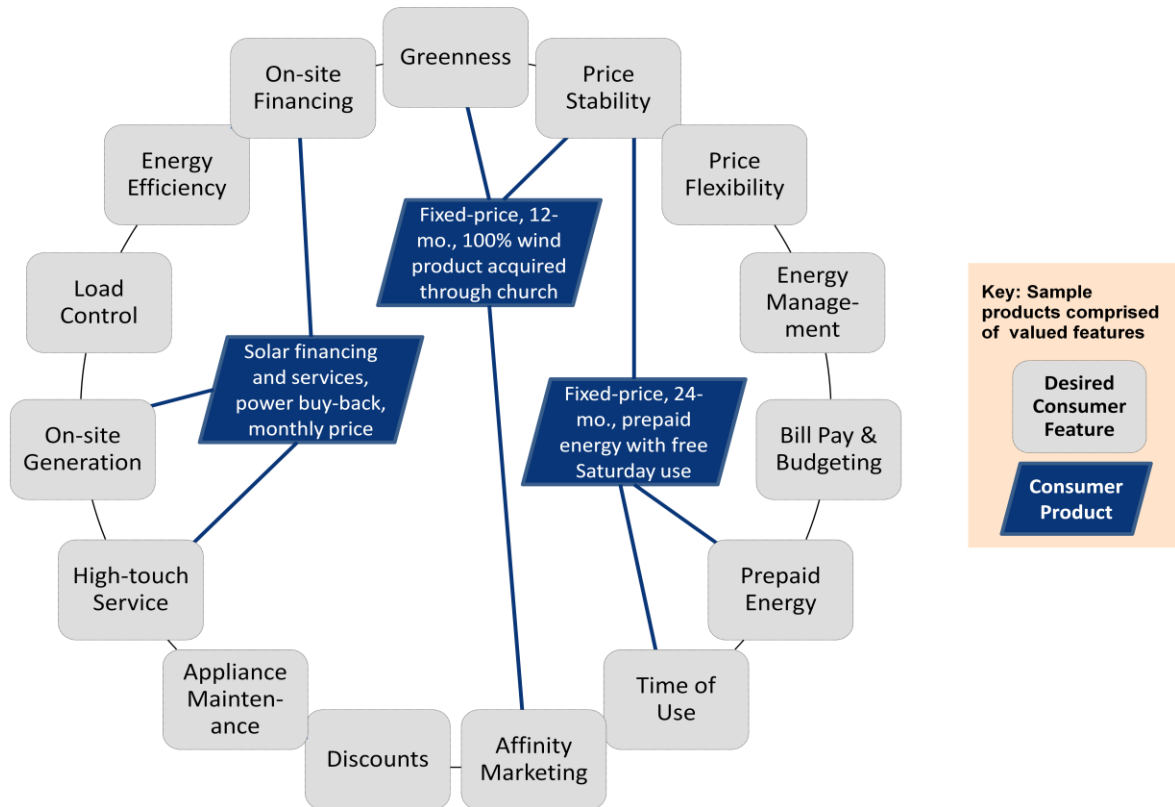 Greenness
Price
Stability
Price
Flexibility
Energy
Manage-
ment
Bill Pay &
Budgeting
Prepaid
Energy
Time of
Use
Affinity
Marketing
Discounts
Appliance
Mainten-
ance
High-touch
Service
On-site
Generation
Load
Control
Energy
Efficiency
On-site
Financing
Fixed-price, 12-
mo., 100% wind
product acquired
through church
Solar financing
and services,
power buy-back,
monthly price
Fixed-price, 24-
mo., prepaid
energy with free
Saturday use
Key: Sample
products comprised
of valued features
Desired
Consumer
Feature
Consumer
Product